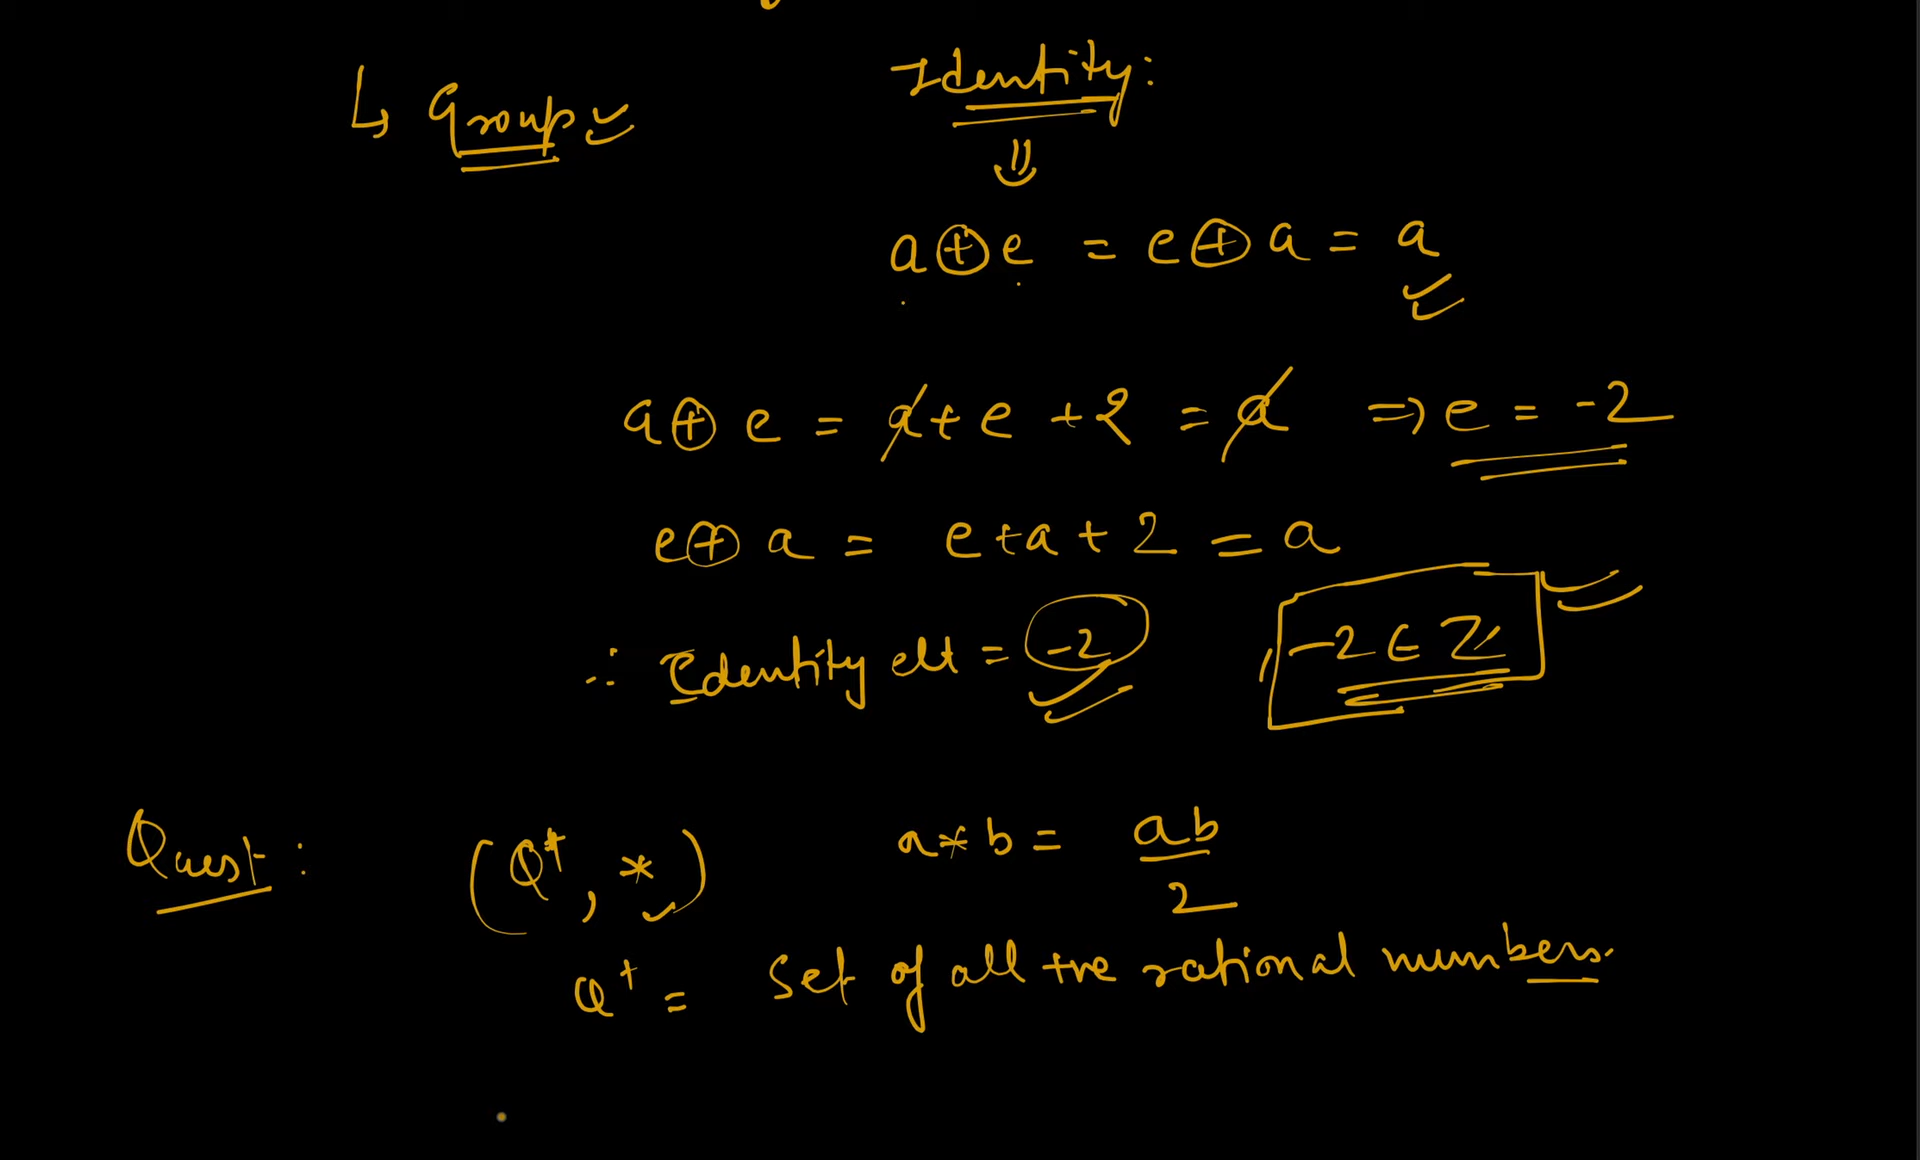 ↳ Group ✓
Identity:
⇓
a ⊕ e = e ⊕ a = a
a ⊕ e = a + e + 2 = a ⇒ e = -2
e ⊕ a = e + a + 2 = a
∴ Identity elt = -2
-2 ∈ Z
Quest: (Q⁺, *) a * b = ab/2
Q⁺ = Set of all +ve rational numbers.